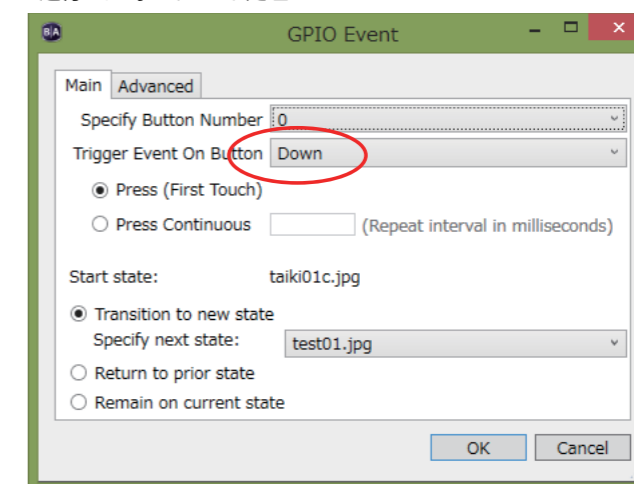 BA GPIO Event
Main Advanced
Specify Button Number 0
Trigger Event On Button Down
Press (First Touch)
Press Continuous (Repeat interval in milliseconds)
Start state: taiki01c.jpg
Transition to new state
Specify next state: test01.jpg
Return to prior state
Remain on current state
OK Cancel